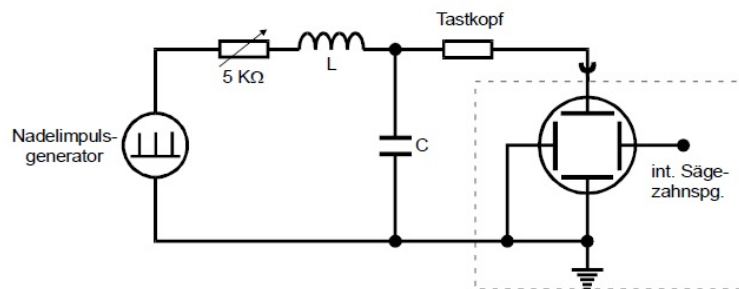 Tastkopf
5 KΩ
L
Nadelimpuls-
generator
C
int. Säge-
zahnspg.